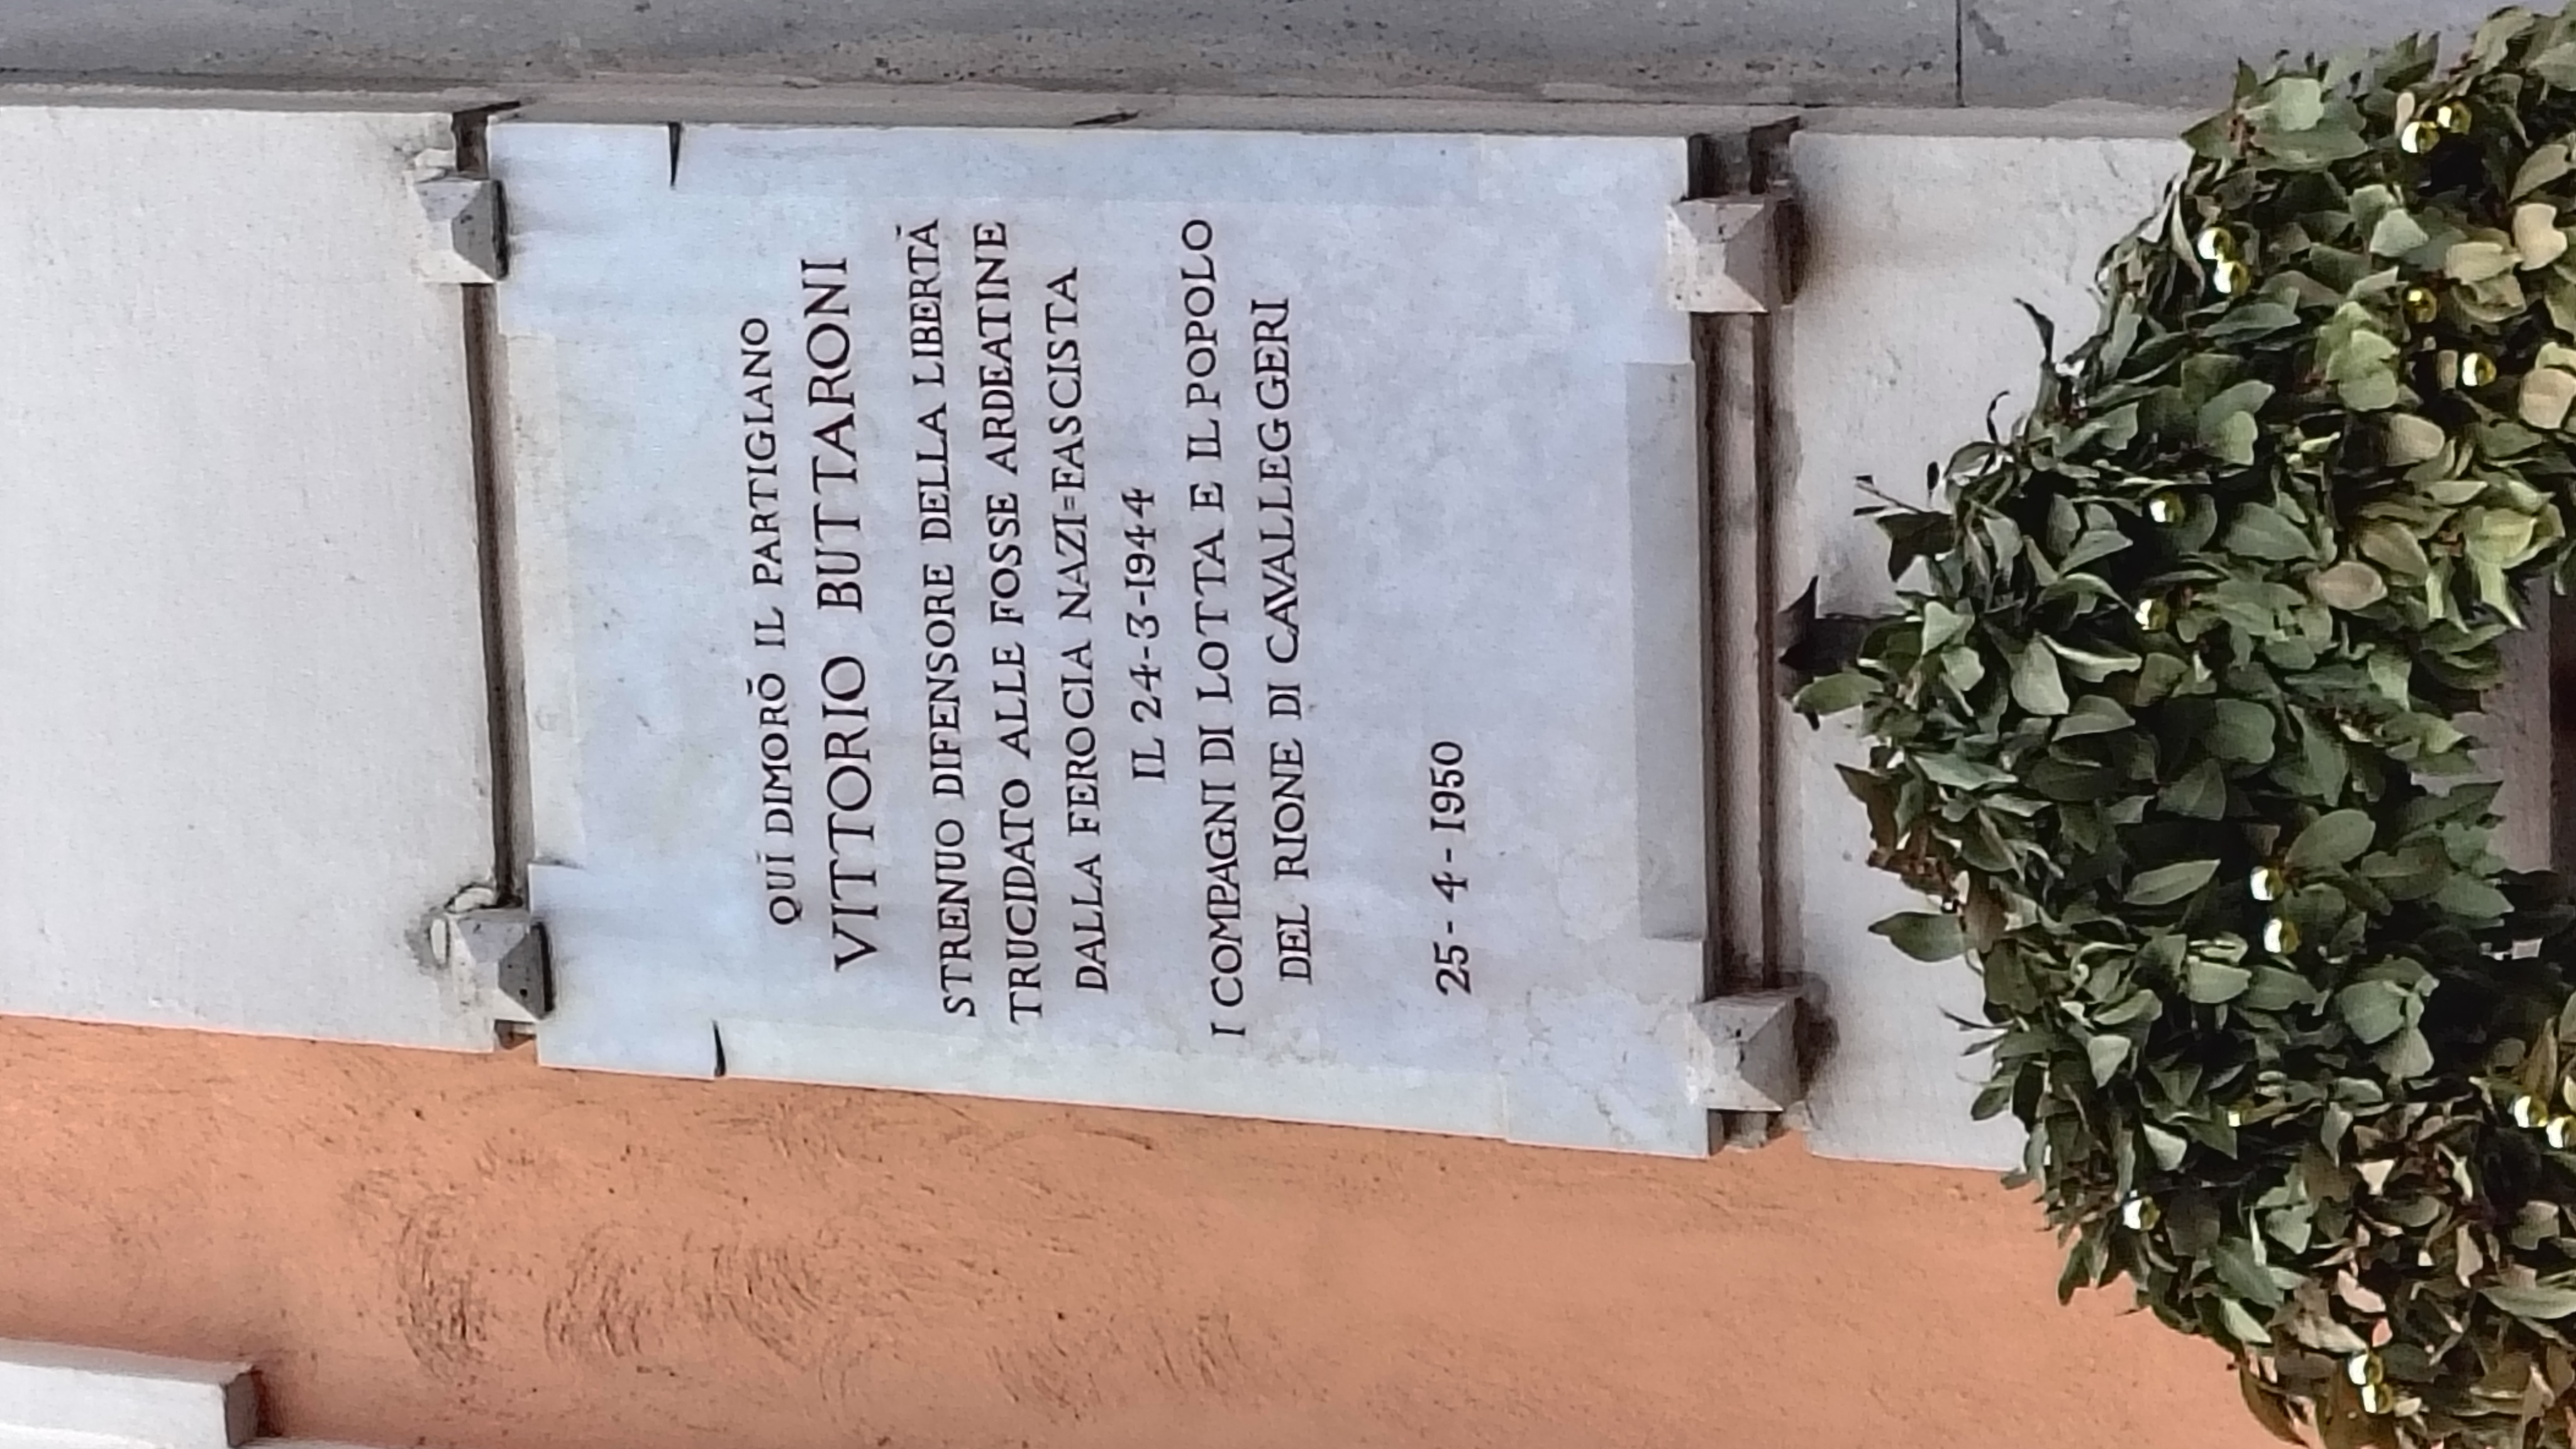 QUÌ DIMORÒ IL PARTIGIANO
VITTORIO BUTTARONI
STRENUO DIFENSORE DELLA LIBERTÀ
TRUCIDATO ALLE FOSSE ARDEATINE
DALLA FEROCIA NAZI=FASCISTA
IL 24-3-1944
I COMPAGNI DI LOTTA E IL POPOLO
DEL RIONE DI CAVALLEGGERI
25-4-1950